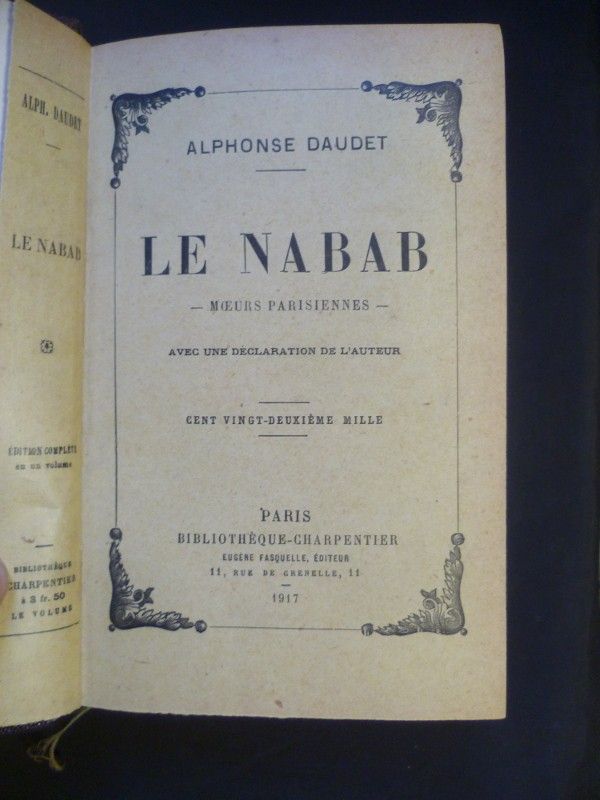 ALPH. DAUDET
LE NABAB
ÉDITION COMPLÈTE
en un volume
BIBLIOTHÈQUE
CHARPENTIER
à 3 fr. 50
LE VOLUME
ALPHONSE DAUDET
LE NABAB
— MŒURS PARISIENNES —
AVEC UNE DÉCLARATION DE L'AUTEUR
CENT VINGT-DEUXIÈME MILLE
PARIS
BIBLIOTHÈQUE-CHARPENTIER
EUGÈNE FASQUELLE, ÉDITEUR
11, RUE DE GRENELLE, 11
1917